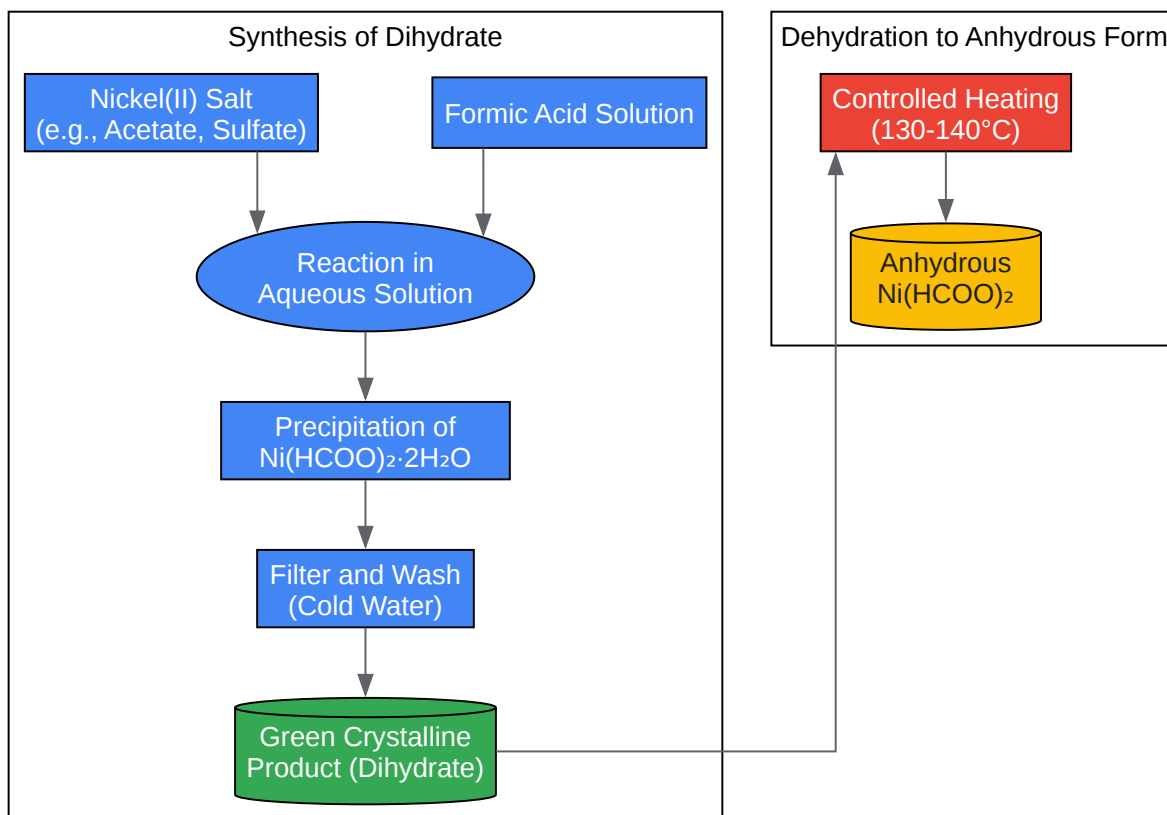 Synthesis of Dihydrate
Nickel(II) Salt
(e.g., Acetate, Sulfate)
Formic Acid Solution
Reaction in
Aqueous Solution
Precipitation of
Ni(HCOO)₂·2H₂O
Filter and Wash
(Cold Water)
Green Crystalline
Product (Dihydrate)
Dehydration to Anhydrous Form
Controlled Heating
(130-140°C)
Anhydrous
Ni(HCOO)₂